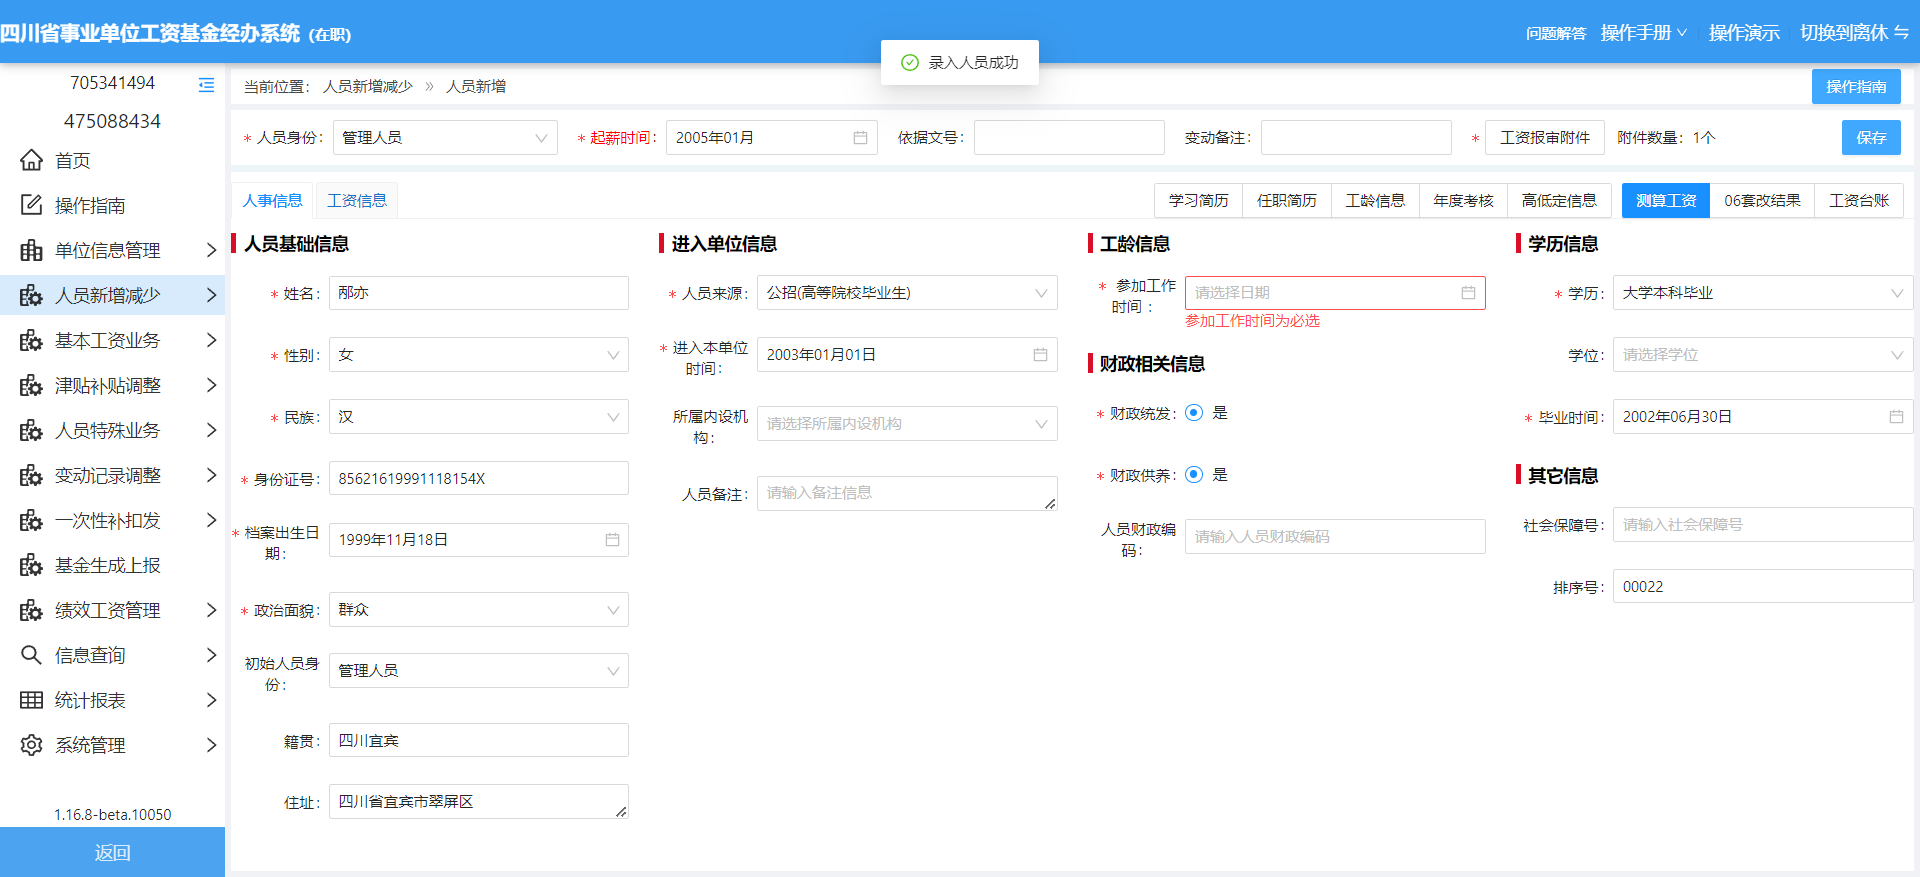 四川省事业单位工资基金经办系统 (在职)
问题解答 操作手册 操作演示 切换到离休
录入人员成功
705341494
475088434
首页
操作指南
单位信息管理
人员新增减少
基本工资业务
津贴补贴调整
人员特殊业务
变动记录调整
一次性补扣发
基金生成上报
绩效工资管理
信息查询
统计报表
系统管理
1.16.8-beta.10050
返回
当前位置： 人员新增减少 » 人员新增
操作指南
* 人员身份： 管理人员
* 起薪时间： 2005年01月
依据文号：
变动备注：
* 工资报审附件 附件数量：1个
保存
人事信息 工资信息
学习简历 任职简历 工龄信息 年度考核 高低定信息 测算工资 06套改结果 工资台账
人员基础信息
* 姓名： 邴亦
* 性别： 女
* 民族： 汉
* 身份证号： 85621619991118154X
* 档案出生日
期： 1999年11月18日
* 政治面貌： 群众
初始人员身
份： 管理人员
籍贯： 四川宜宾
住址： 四川省宜宾市翠屏区
进入单位信息
* 人员来源： 公招(高等院校毕业生)
* 进入本单位
时间： 2003年01月01日
所属内设机
构： 请选择所属内设机构
人员备注： 请输入备注信息
工龄信息
* 参加工作
时间 ： 请选择日期
参加工作时间为必选
财政相关信息
* 财政统发： 是
* 财政供养： 是
人员财政编
码： 请输入人员财政编码
学历信息
* 学历： 大学本科毕业
学位： 请选择学位
* 毕业时间： 2002年06月30日
其它信息
社会保障号： 请输入社会保障号
排序号： 00022